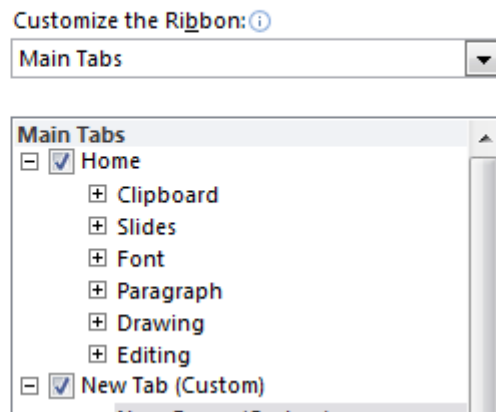 Customize the Ribbon:
Main Tabs
Main Tabs
Home
Clipboard
Slides
Font
Paragraph
Drawing
Editing
New Tab (Custom)